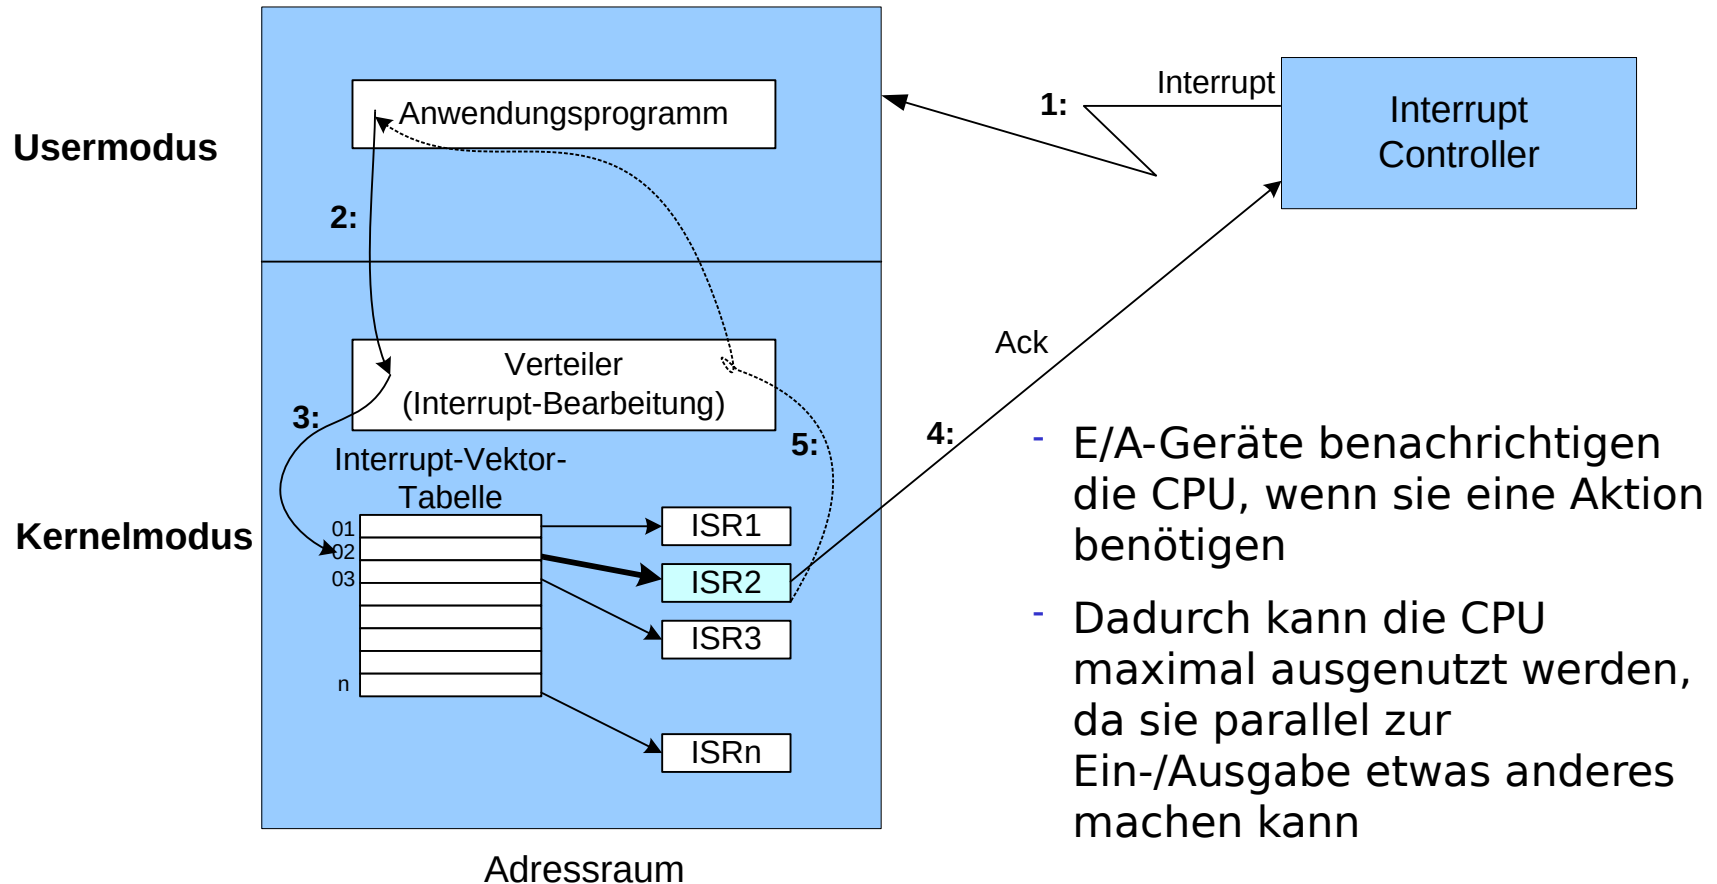 Usermodus
Anwendungsprogramm
2:
1:
Interrupt
Interrupt
Controller
Verteiler
(Interrupt-Bearbeitung)
3:
5:
Ack
4:
Interrupt-Vektor-
Tabelle
Kernelmodus
01
02
03
n
ISR1
ISR2
ISR3
ISRn
Adressraum
- E/A-Geräte benachrichtigen
die CPU, wenn sie eine Aktion
benötigen
- Dadurch kann die CPU
maximal ausgenutzt werden,
da sie parallel zur
Ein-/Ausgabe etwas anderes
machen kann